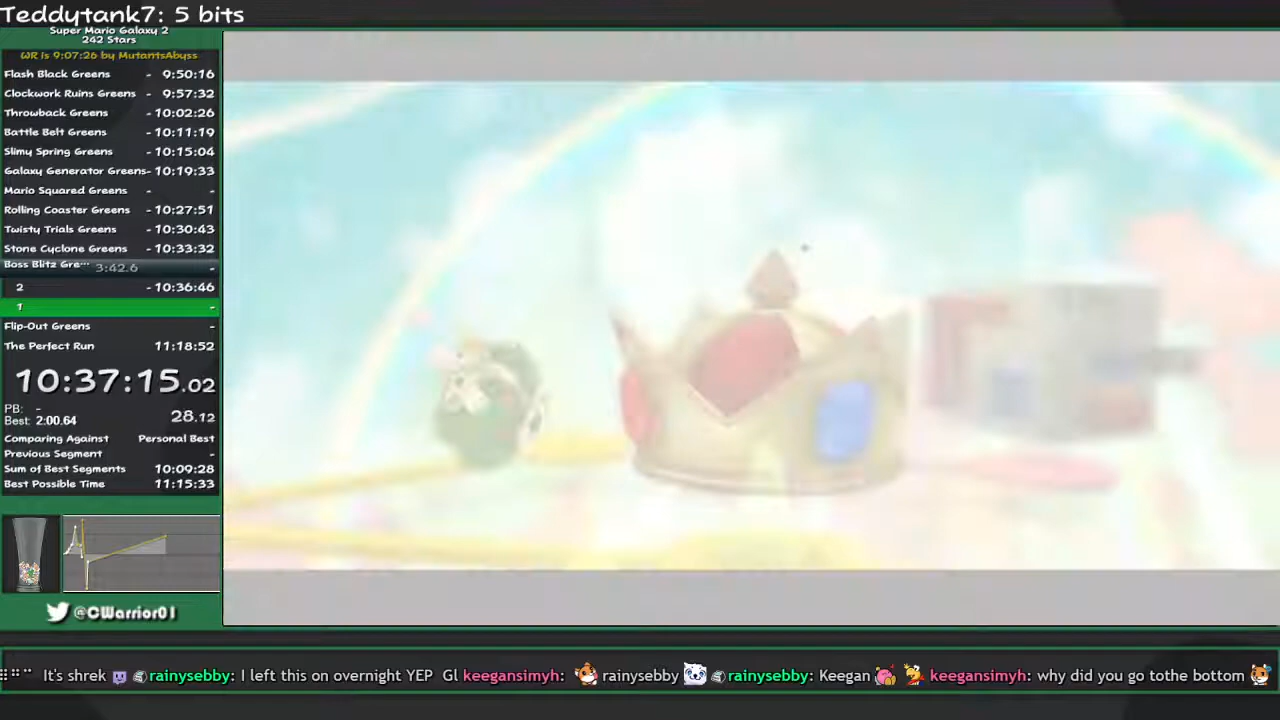 Teddytank7: 5 bits
Super Mario Galaxy 2
242 Stars
WR is 9:07:26 by MutantsAbyss
Flash Black Greens - 9:50:16
Clockwork Ruins Greens - 9:57:32
Throwback Greens - 10:02:26
Battle Belt Greens - 10:11:19
Slimy Spring Greens - 10:15:04
Galaxy Generator Greens - 10:19:33
Mario Squared Greens - -
Rolling Coaster Greens - 10:27:51
Twisty Trials Greens - 10:30:43
Stone Cyclone Greens - 10:33:32
Boss Blitz Gre... 3:42.6 -
2 - 10:36:46
1 -
Flip-Out Greens -
The Perfect Run 11:18:52
10:37:15.02
PB: -
Best: 2:00.64 28.12
Comparing Against Personal Best
Previous Segment -
Sum of Best Segments 10:09:28
Best Possible Time 11:15:33
@CWarrior01
It's shrek rainysebby: I left this on overnight YEP Gl keegansimyh: rainysebby rainysebby: Keegan keegansimyh: why did you go tothe bottom